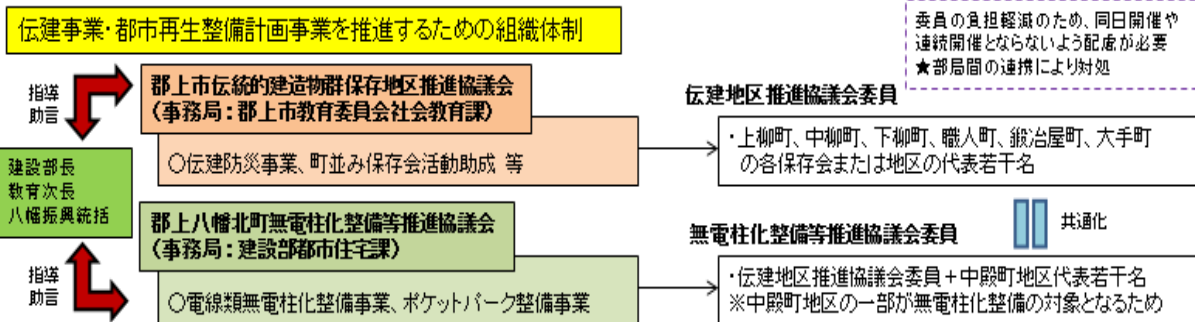 伝建事業・都市再生整備計画事業を推進するための組織体制
委員の負担軽減のため、同日開催や
連続開催とならないよう配慮が必要
★部局間の連携により対処
指導
助言
郡上市伝統的建造物群保存地区推進協議会
(事務局:郡上市教育委員会社会教育課)
〇伝建防災事業、町並み保存会活動助成 等
伝建地区推進協議会委員
・上柳町、中柳町、下柳町、職人町、鍛冶屋町、大手町
の各保存会または地区の代表若干名
建設部長
教育次長
八幡振興統括
共通化
郡上八幡北町無電柱化整備等推進協議会
(事務局:建設部都市住宅課)
〇電線類無電柱化整備事業、ポケットパーク整備事業
無電柱化整備等推進協議会委員
・伝建地区推進協議会委員+中殿町地区代表若干名
※中殿町地区の一部が無電柱化整備の対象となるため
指導
助言